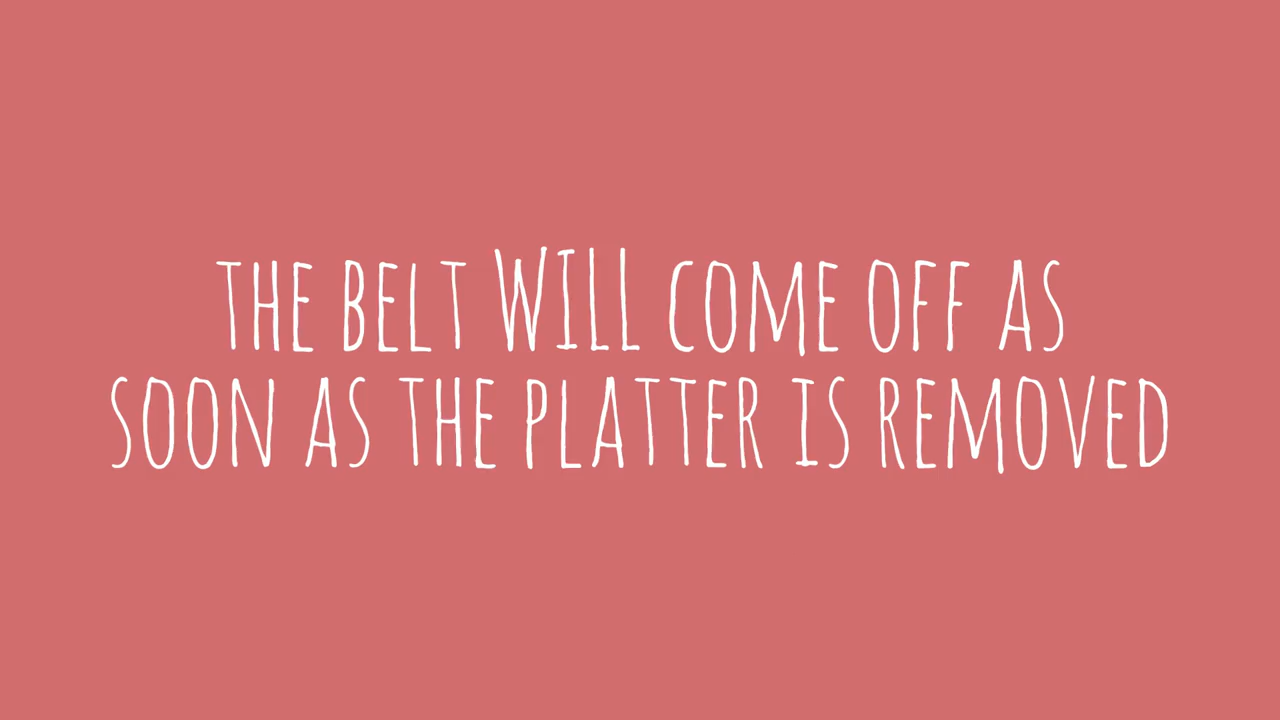 THE BELT WILL COME OFF AS
SOON AS THE PLATTER IS REMOVED